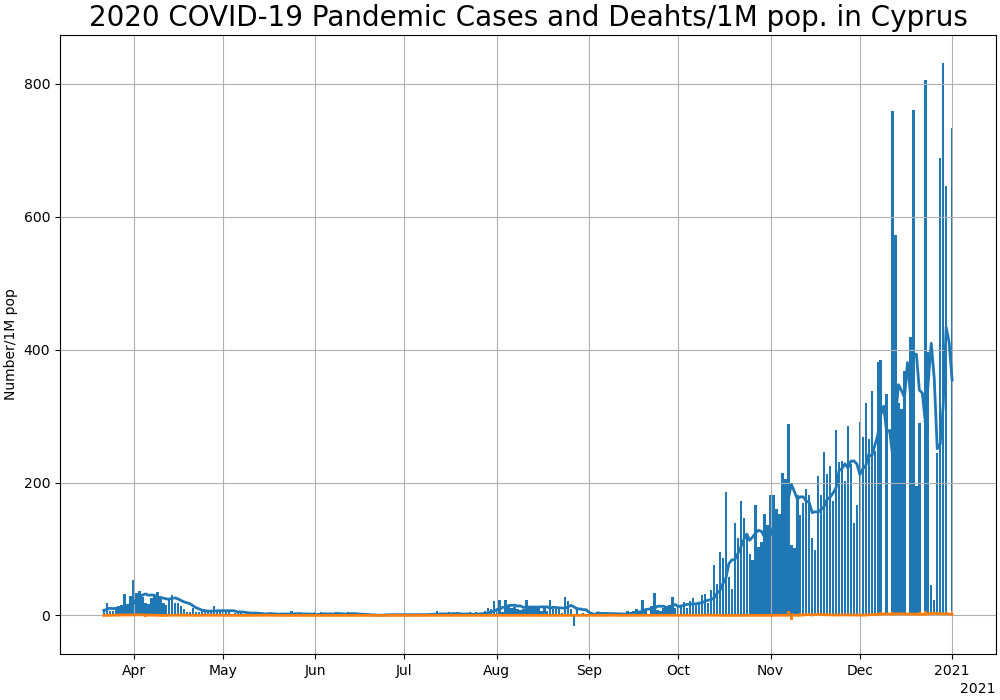 2020 COVID-19 Pandemic Cases and Deahts/1M pop. in Cyprus
Number/1M pop
800
600
400
200
0
Apr May Jun Jul Aug Sep Oct Nov Dec 2021
2021